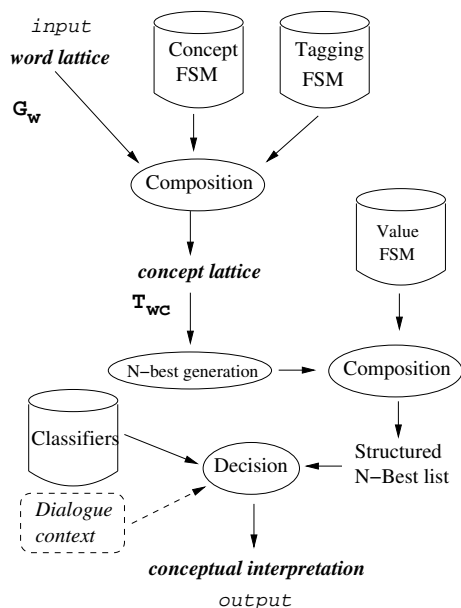 input
word lattice
G_w
Concept
FSM
Tagging
FSM
Composition
concept lattice
T_wc
Value
FSM
N-best generation
Composition
Classifiers
Decision
Structured
N-Best list
Dialogue
context
conceptual interpretation
output